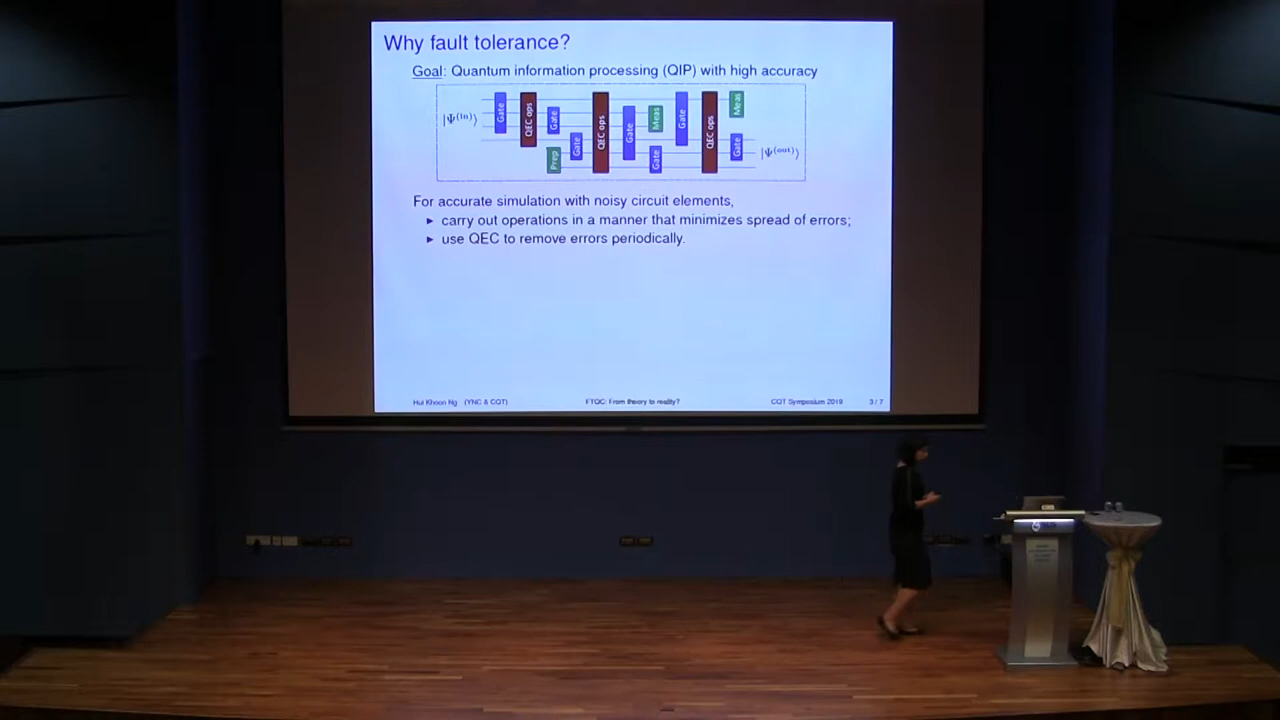 Why fault tolerance?
Goal: Quantum information processing (QIP) with high accuracy
|Ψ(in)⟩ Gate QEC ops Gate Prep Gate QEC ops Gate Meas Gate Gate QEC ops Meas Gate |Ψ(out)⟩
For accurate simulation with noisy circuit elements,
▶ carry out operations in a manner that minimizes spread of errors;
▶ use QEC to remove errors periodically.
Hui Khoon Ng (YNC & CQT) FTQC: From theory to reality? CQT Symposium 2019 3 / 7